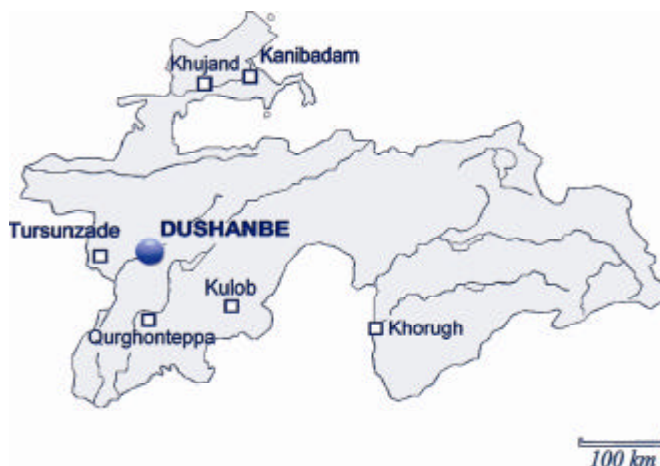 Kanibadam
Khujand
Tursunzade
DUSHANBE
Kulob
Qurghonteppa
Khorugh
100 km